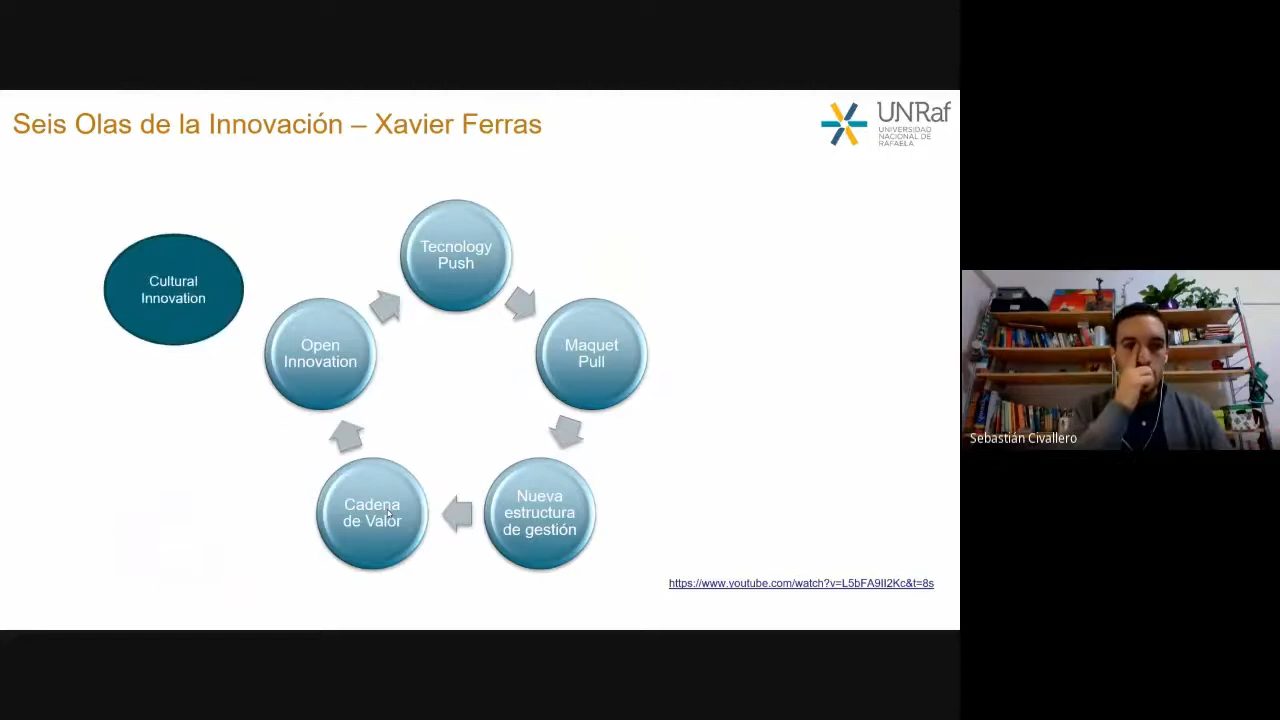 Seis Olas de la Innovación – Xavier Ferras
UNRaf
UNIVERSIDAD
NACIONAL DE
RAFAELA
Cultural
Innovation
Tecnology
Push
Open
Innovation
Maquet
Pull
Cadena
de Valor
Nueva
estructura
de gestión
https://www.youtube.com/watch?v=L5bFA9II2Kc&t=8s
Sebastián Civallero